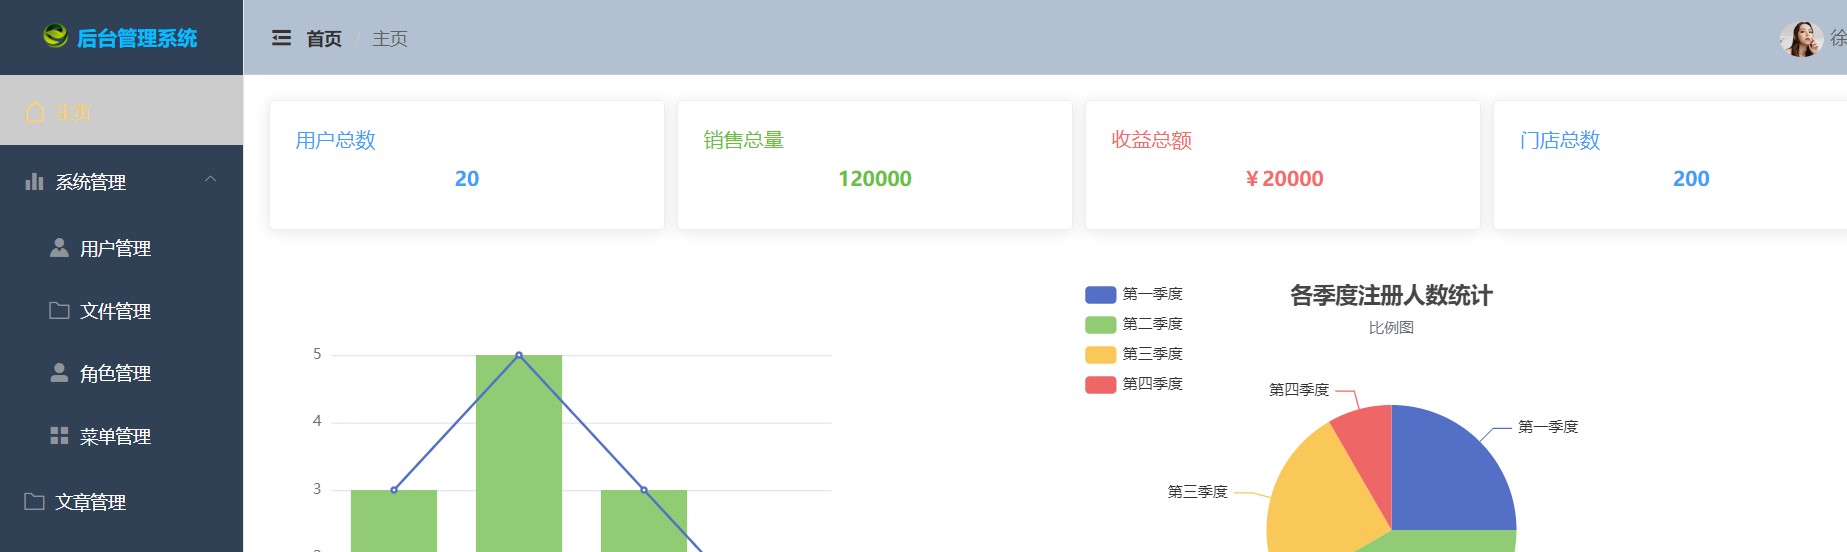 后台管理系统
首页 / 主页
徐
主页
系统管理
用户管理
文件管理
角色管理
菜单管理
文章管理
用户总数
20
销售总量
120000
收益总额
¥ 20000
门店总数
200
5
4
3
第一季度
第二季度
第三季度
第四季度
各季度注册人数统计
比例图
第四季度
第一季度
第三季度